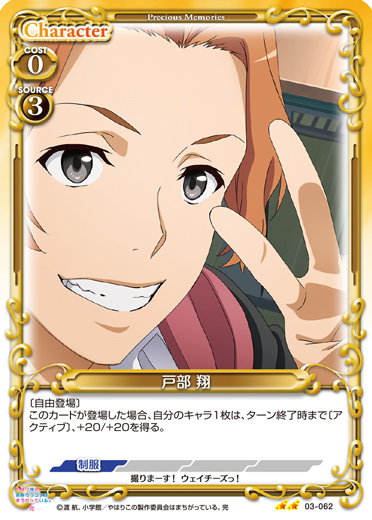 Precious Memories
Character
COST
0
SOURCE
3
戸部 翔
〔自由登場〕
このカードが登場した場合、自分のキャラ1枚は、ターン終了時まで〔ア
クティブ〕、+20/+20を得る。
制服
撮りまーす! ウェイチーズっ!
©渡 航、小学館/やはりこの製作委員会はまちがっている。続
03-062